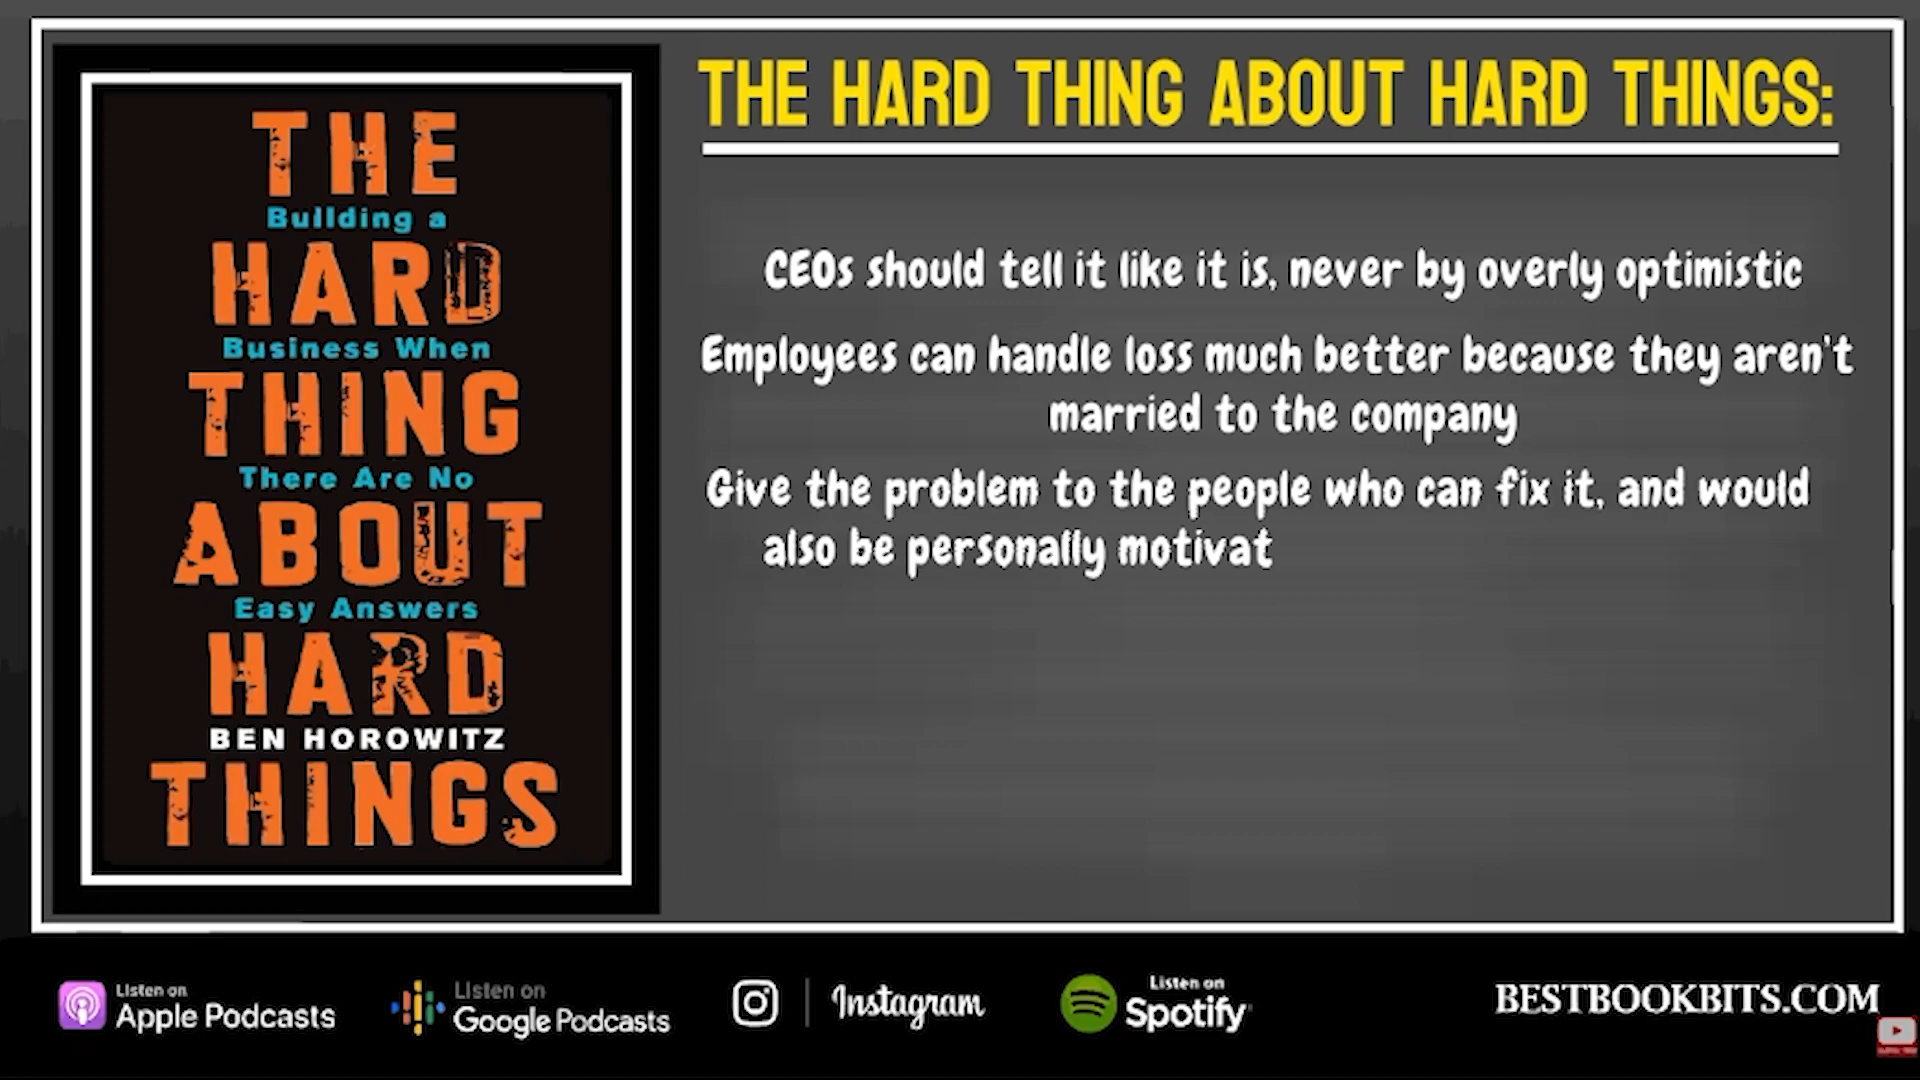 THE
Building a
HARD
Business When
THING
There Are No
ABOUT
Easy Answers
HARD
BEN HOROWITZ
THINGS
THE HARD THING ABOUT HARD THINGS:
CEOs should tell it like it is, never by overly optimistic
Employees can handle loss much better because they aren't
married to the company
Give the problem to the people who can fix it, and would
also be personally motivat
Listen on
Apple Podcasts
Listen on
Google Podcasts
Instagram
Listen on
Spotify
BESTBOOKBITS.COM